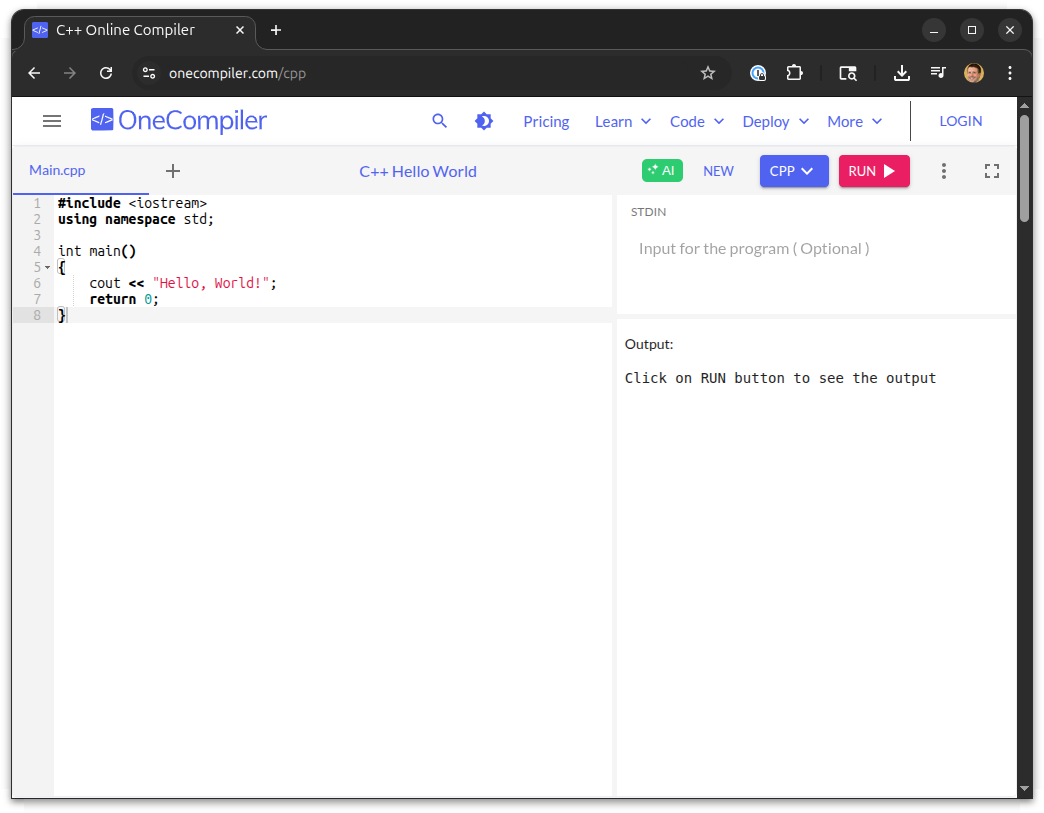 C++ Online Compiler
onecompiler.com/cpp
</> OneCompiler Pricing Learn Code Deploy More LOGIN
Main.cpp C++ Hello World AI NEW CPP RUN
1 #include <iostream>
2 using namespace std;
3
4 int main()
5 {
6 cout << "Hello, World!";
7 return 0;
8 }
STDIN
Input for the program ( Optional )
Output:
Click on RUN button to see the output